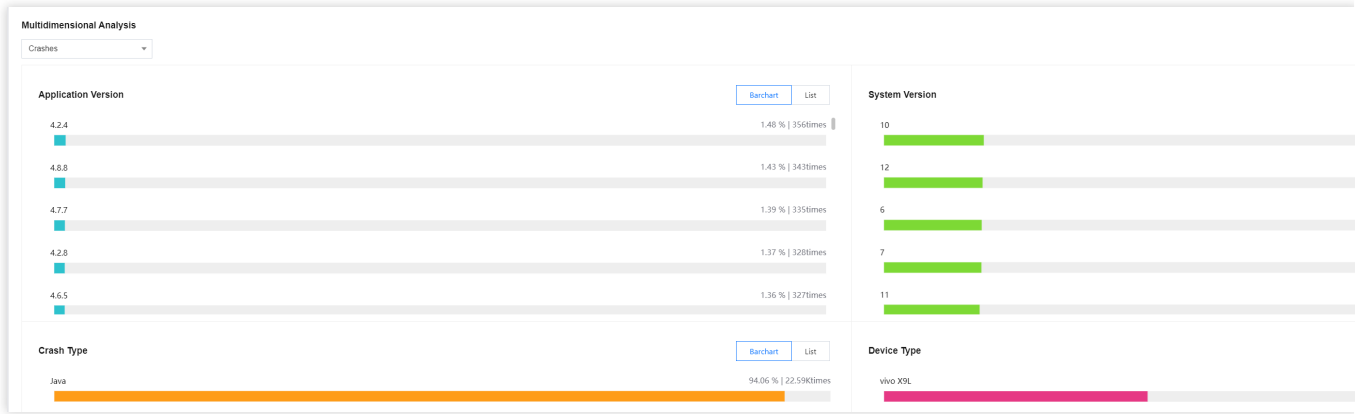 Multidimensional Analysis
Crashes
Application Version
Barchart List
4.2.4 1.48 % | 356times
4.8.8 1.43 % | 343times
4.7.7 1.39 % | 335times
4.2.8 1.37 % | 328times
4.6.5 1.36 % | 327times
System Version
10
12
6
7
11
Crash Type
Barchart List
Java 94.06 % | 22.59Ktimes
Device Type
vivo X9L